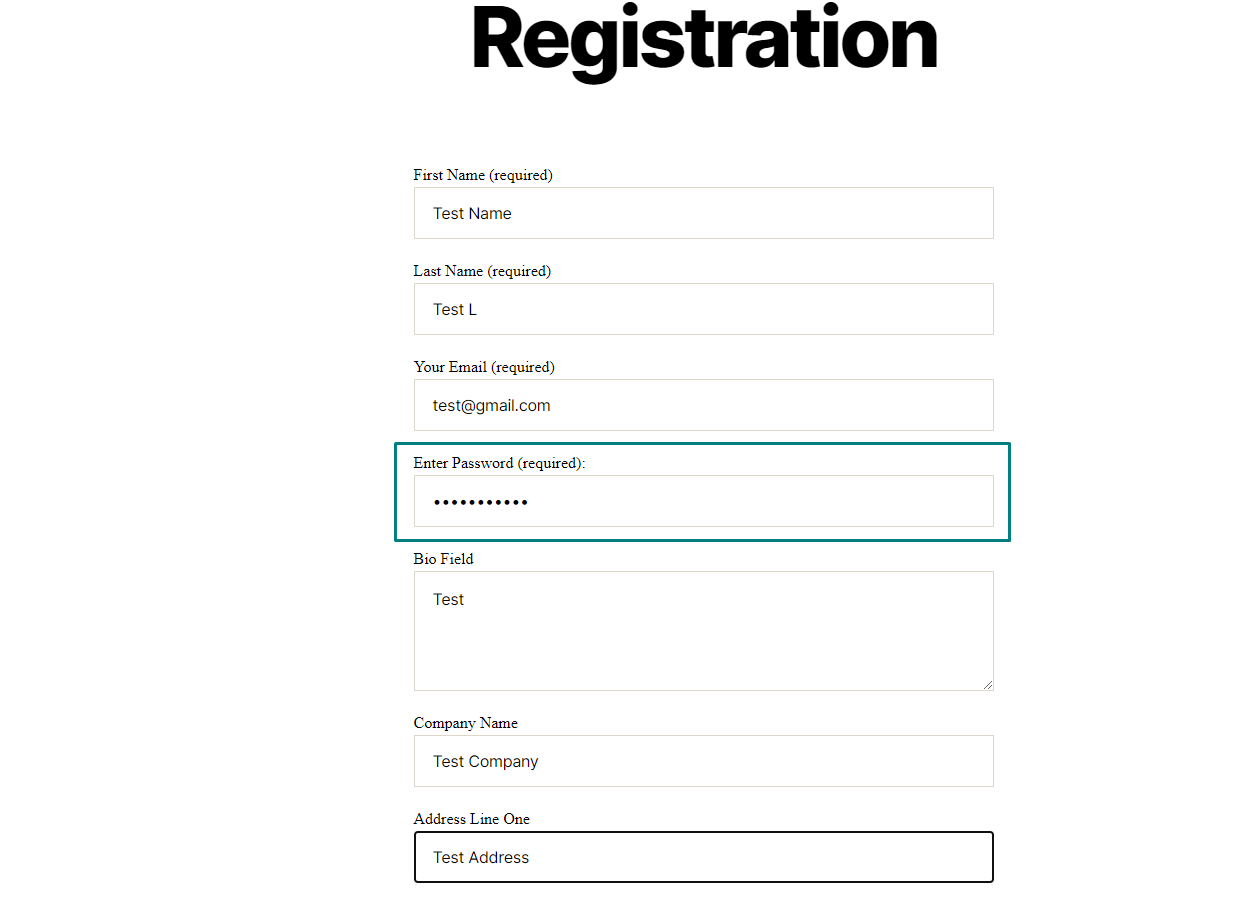 Registration
First Name (required)
Test Name
Last Name (required)
Test L
Your Email (required)
test@gmail.com
Enter Password (required):
•••••••••••
Bio Field
Test
Company Name
Test Company
Address Line One
Test Address